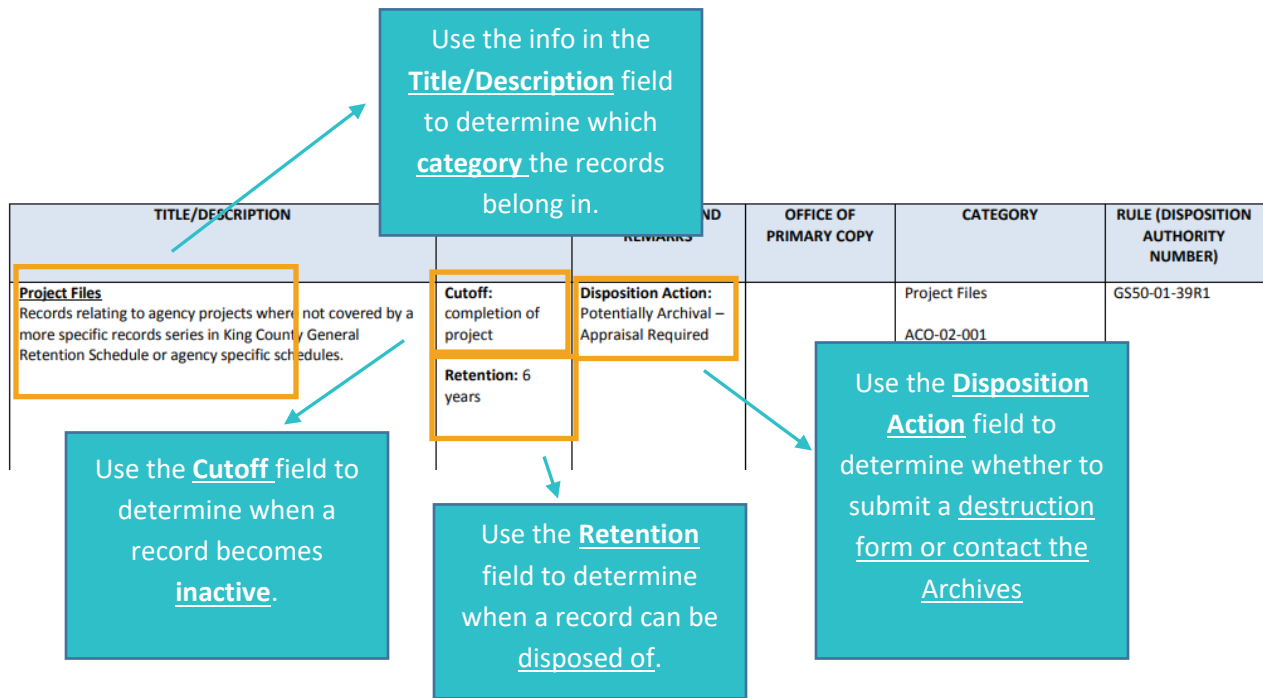 Use the info in the
Title/Description field
to determine which
category the records
belong in.
TITLE/DESCRIPTION
ND
REMARKS
OFFICE OF
PRIMARY COPY
CATEGORY
RULE (DISPOSITION
AUTHORITY
NUMBER)
Project Files
Records relating to agency projects where not covered by a
more specific records series in King County General
Retention Schedule or agency specific schedules.
Cutoff:
completion of
project
Retention: 6
years
Disposition Action:
Potentially Archival –
Appraisal Required
Project Files
ACO-02-001
GS50-01-39R1
Use the Cutoff field to
determine when a
record becomes
inactive.
Use the Retention
field to determine
when a record can be
disposed of.
Use the Disposition
Action field to
determine whether to
submit a destruction
form or contact the
Archives